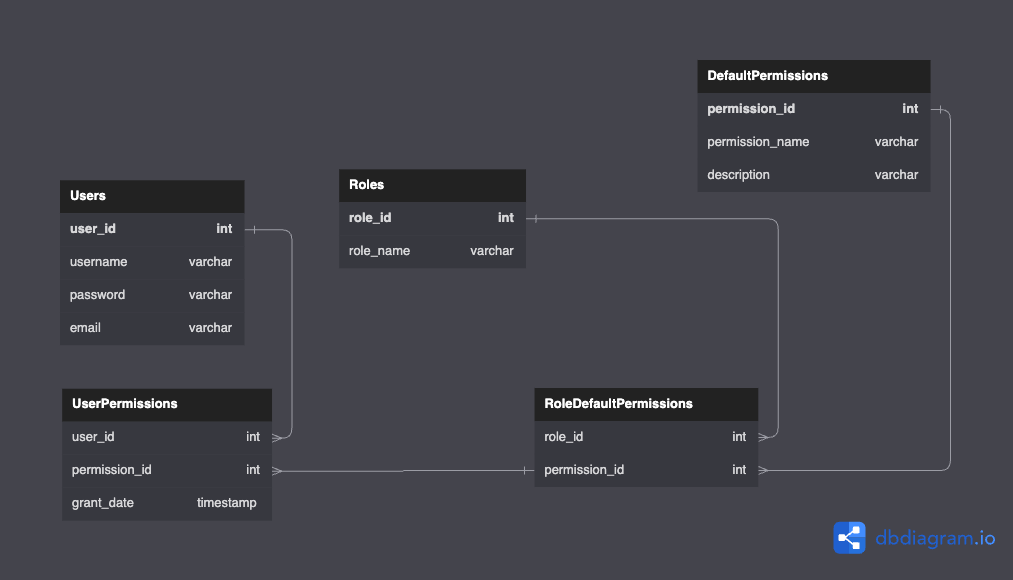 DefaultPermissions
permission_id int
permission_name varchar
description varchar
Roles
role_id int
role_name varchar
Users
user_id int
username varchar
password varchar
email varchar
UserPermissions
user_id int
permission_id int
grant_date timestamp
RoleDefaultPermissions
role_id int
permission_id int
dbdiagram.io